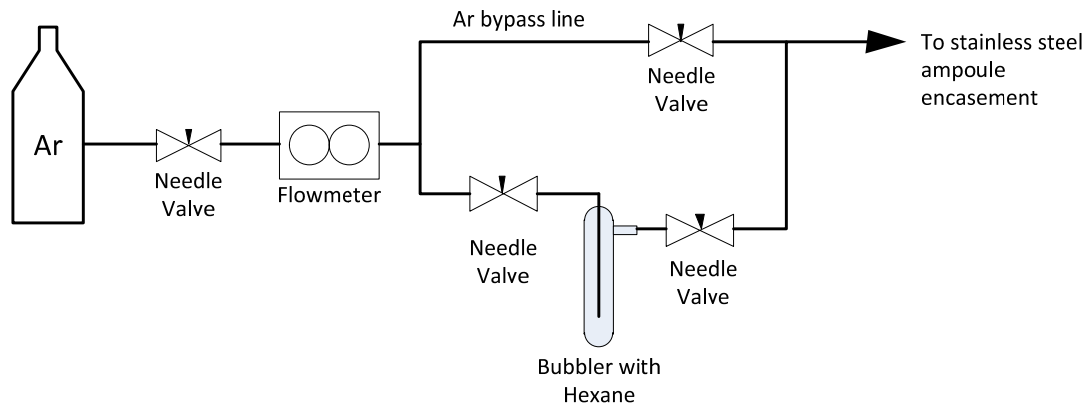 Ar bypass line
To stainless steel
ampoule
encasement
Needle
Valve
Ar
Needle
Valve
Flowmeter
Needle
Valve
Needle
Valve
Bubbler with
Hexane